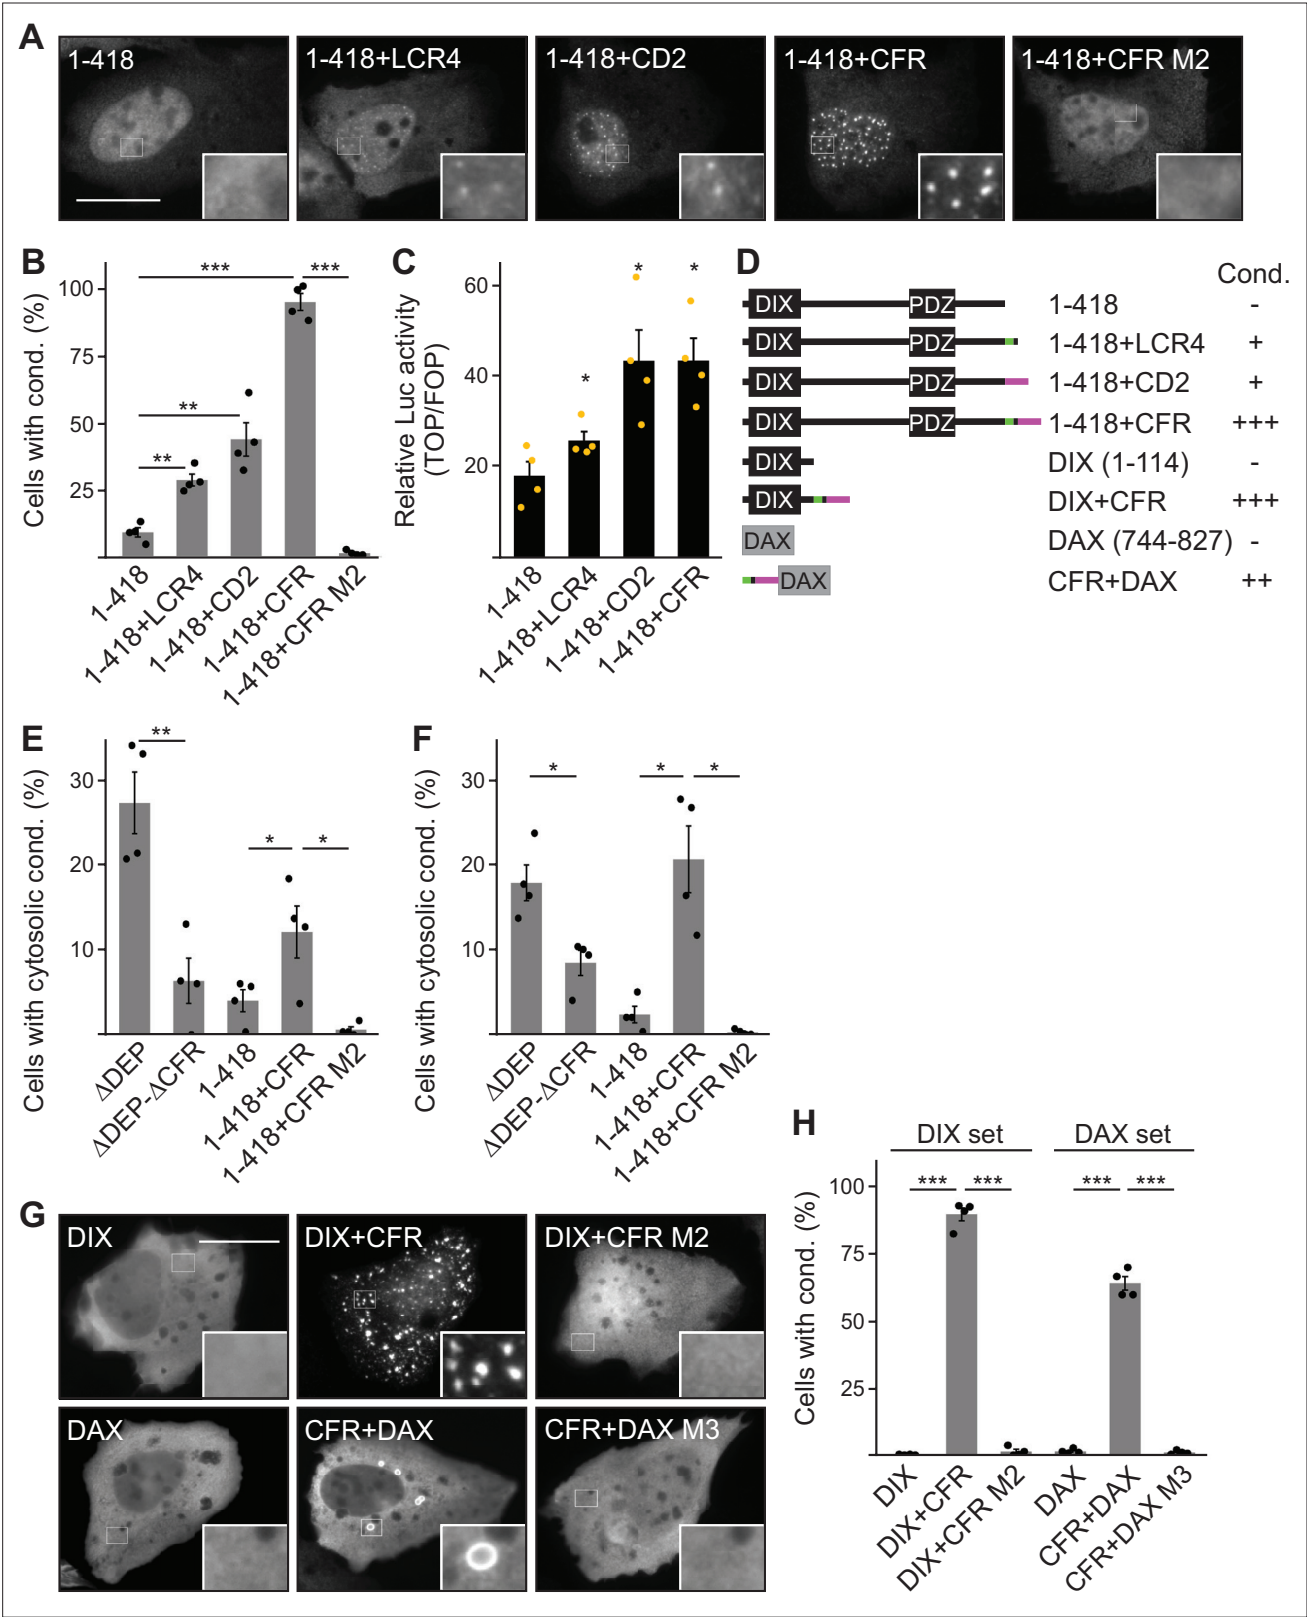 A
1-418
1-418+LCR4
1-418+CD2
1-418+CFR
1-418+CFR M2
B
Cells with cond. (%)
100
75
50
25
***
***
**
**
1-418
1-418+LCR4
1-418+CD2
1-418+CFR
1-418+CFR M2
C
Relative Luc activity
(TOP/FOP)
60
40
20
*
*
*
1-418
1-418+LCR4
1-418+CD2
1-418+CFR
D
Cond.
DIX PDZ 1-418 -
DIX PDZ 1-418+LCR4 +
DIX PDZ 1-418+CD2 +
DIX PDZ 1-418+CFR +++
DIX DIX (1-114) -
DIX DIX+CFR +++
DAX DAX (744-827) -
DAX CFR+DAX ++
E
Cells with cytosolic cond. (%)
30
20
10
**
*
*
ΔDEP
ΔDEP-ΔCFR
1-418
1-418+CFR
1-418+CFR M2
F
Cells with cytosolic cond. (%)
30
20
10
*
*
*
ΔDEP
ΔDEP-ΔCFR
1-418
1-418+CFR
1-418+CFR M2
G
DIX
DIX+CFR
DIX+CFR M2
DAX
CFR+DAX
CFR+DAX M3
H
DIX set
DAX set
Cells with cond. (%)
100
75
50
25
***
***
***
***
DIX
DIX+CFR
DIX+CFR M2
DAX
CFR+DAX
CFR+DAX M3